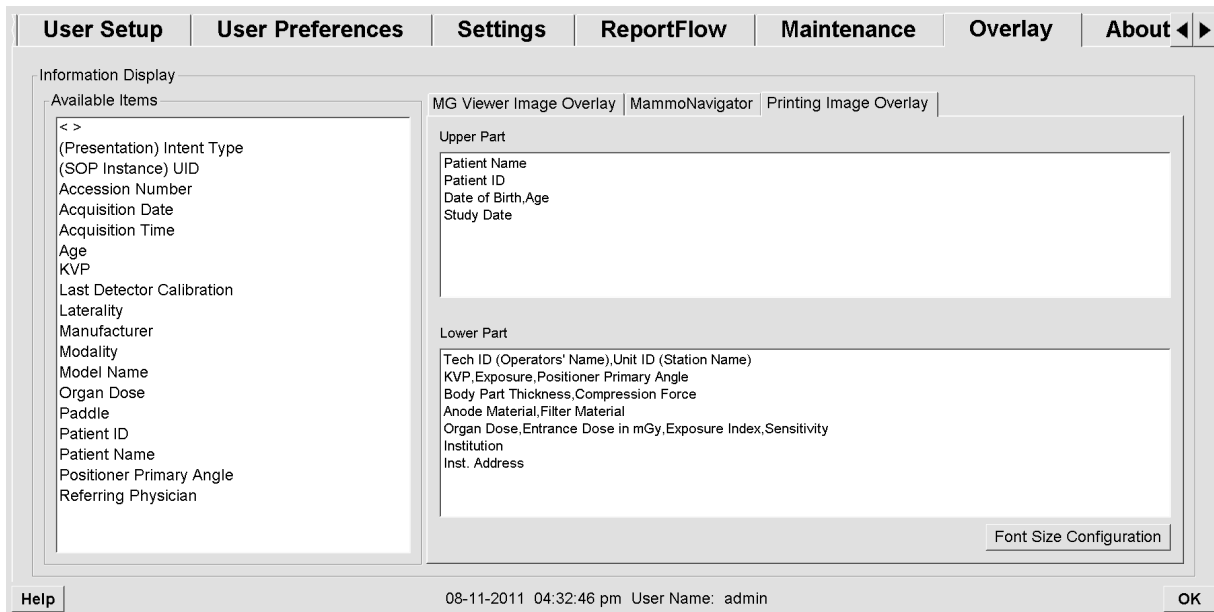 User Setup User Preferences Settings ReportFlow Maintenance Overlay About
Information Display
Available Items
< >
(Presentation) Intent Type
(SOP Instance) UID
Accession Number
Acquisition Date
Acquisition Time
Age
KVP
Last Detector Calibration
Laterality
Manufacturer
Modality
Model Name
Organ Dose
Paddle
Patient ID
Patient Name
Positioner Primary Angle
Referring Physician
MG Viewer Image Overlay MammoNavigator Printing Image Overlay
Upper Part
Patient Name
Patient ID
Date of Birth,Age
Study Date
Lower Part
Tech ID (Operators' Name),Unit ID (Station Name)
KVP,Exposure,Positioner Primary Angle
Body Part Thickness,Compression Force
Anode Material,Filter Material
Organ Dose,Entrance Dose in mGy,Exposure Index,Sensitivity
Institution
Inst. Address
Font Size Configuration
Help 08-11-2011 04:32:46 pm User Name: admin OK